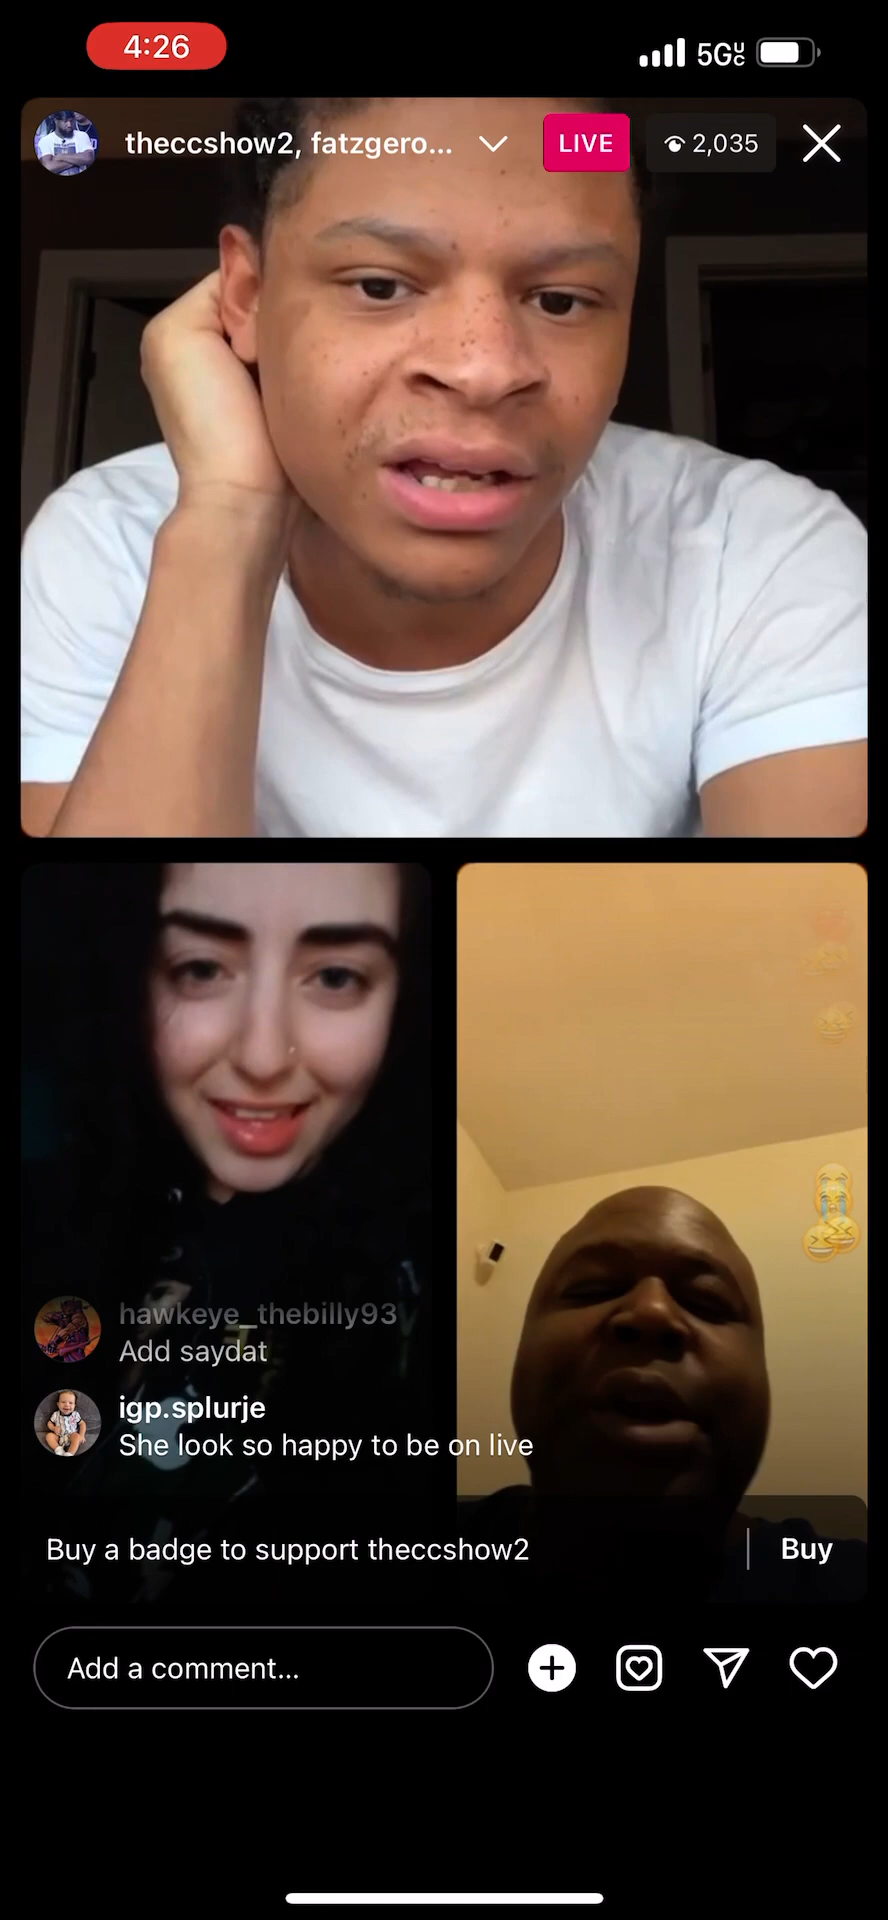 4:26
5GUC
theccshow2, fatzgero...
LIVE
2,035
hawkeye_thebilly93
Add saydat
igp.splurje
She look so happy to be on live
Buy a badge to support theccshow2
Buy
Add a comment...